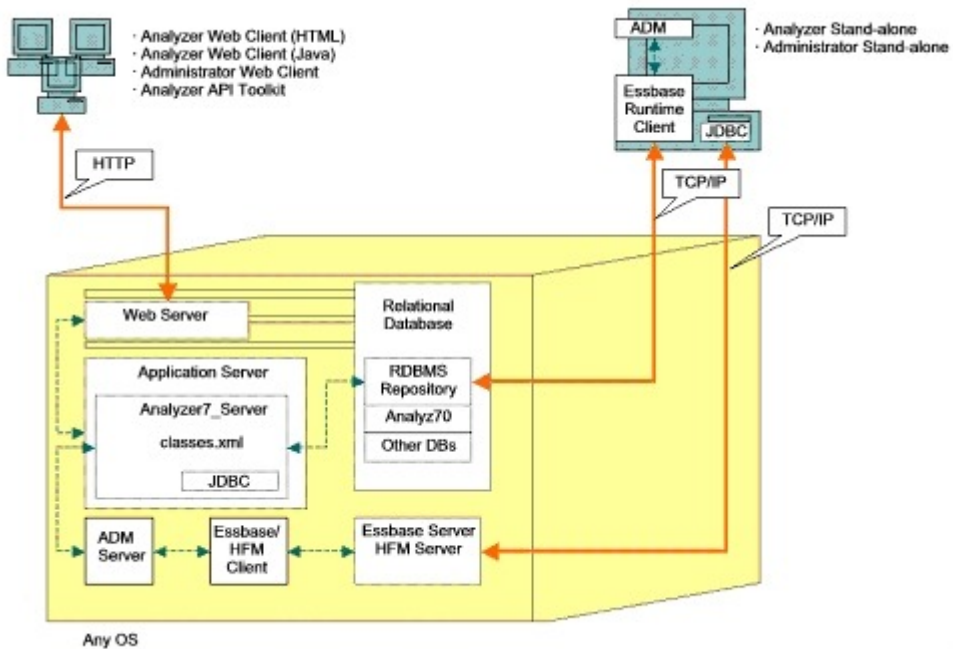 · Analyzer Web Client (HTML)
· Analyzer Web Client (Java)
· Administrator Web Client
· Analyzer API Toolkit
ADM
Essbase
Runtime
Client
JDBC
· Analyzer Stand-alone
· Administrator Stand-alone
HTTP
TCP/IP
TCP/IP
Web Server
Relational
Database
RDBMS
Repository
Analyz70
Other DBs
Application Server
Analyzer7_Server
classes.xml
JDBC
ADM
Server
Essbase/
HFM
Client
Essbase Server
HFM Server
Any OS